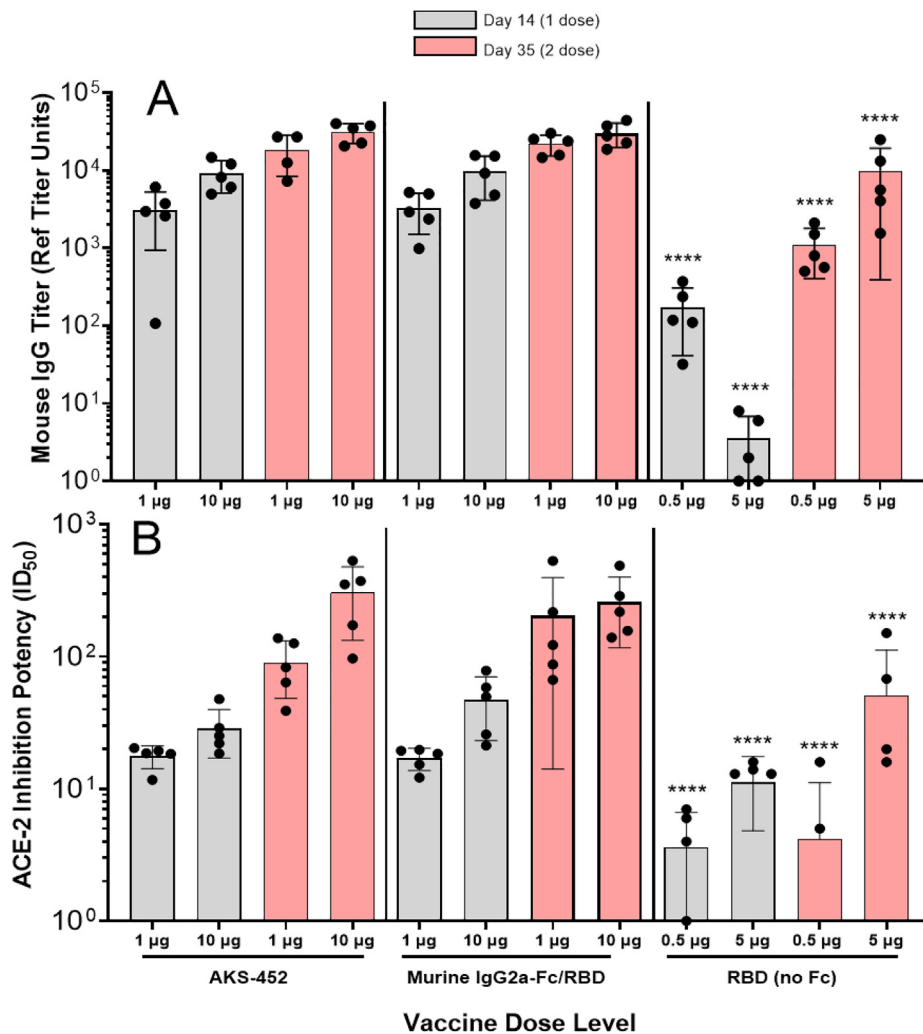 Day 14 (1 dose)
Day 35 (2 dose)
A
Mouse IgG Titer (Ref Titer Units)
10⁵
10⁴
10³
10²
10¹
10⁰
**** **** **** ****
1 µg 10 µg 1 µg 10 µg 1 µg 10 µg 1 µg 10 µg 0.5 µg 5 µg 0.5 µg 5 µg
B
ACE-2 Inhibition Potency (ID₅₀)
10³
10²
10¹
10⁰
**** **** **** ****
1 µg 10 µg 1 µg 10 µg 1 µg 10 µg 1 µg 10 µg 0.5 µg 5 µg 0.5 µg 5 µg
AKS-452 Murine IgG2a-Fc/RBD RBD (no Fc)
Vaccine Dose Level